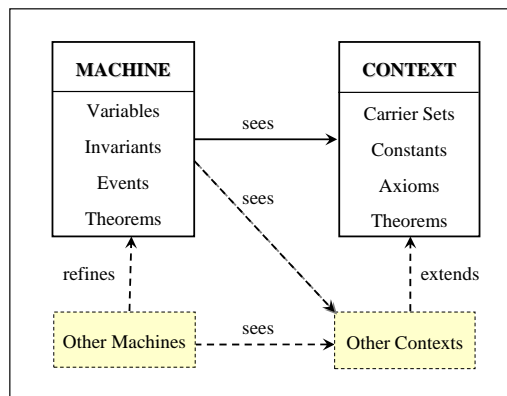 MACHINE
Variables
Invariants
Events
Theorems
sees
CONTEXT
Carrier Sets
Constants
Axioms
Theorems
sees
refines
extends
Other Machines
sees
Other Contexts